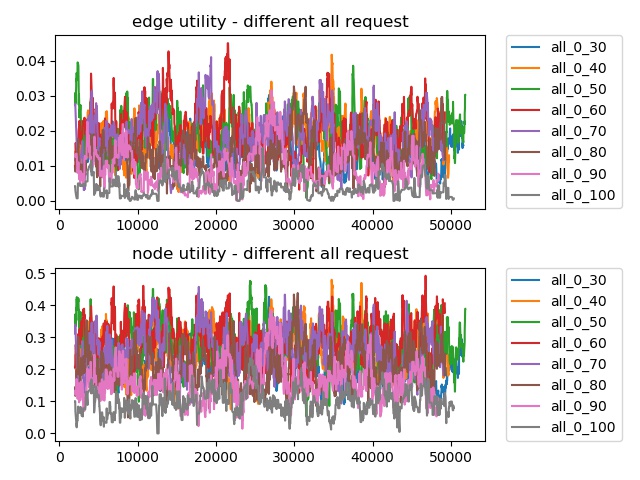 edge utility - different all request
0.04
0.03
0.02
0.01
0.00
0
10000
20000
30000
40000
50000
all_0_30
all_0_40
all_0_50
all_0_60
all_0_70
all_0_80
all_0_90
all_0_100
node utility - different all request
0.5
0.4
0.3
0.2
0.1
0.0
0
10000
20000
30000
40000
50000
all_0_30
all_0_40
all_0_50
all_0_60
all_0_70
all_0_80
all_0_90
all_0_100